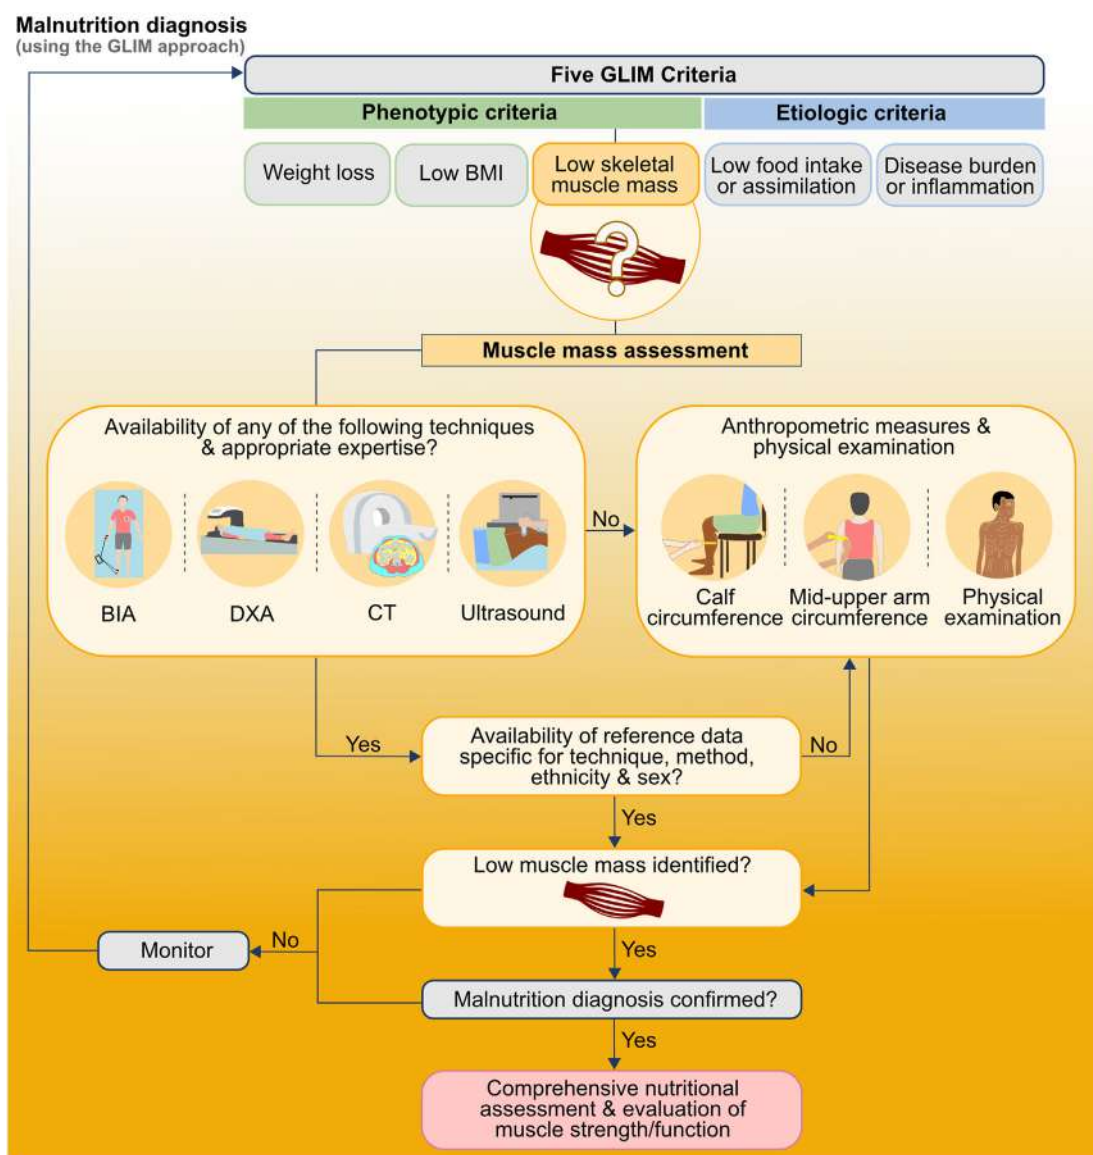 Malnutrition diagnosis
(using the GLIM approach)
Five GLIM Criteria
Phenotypic criteria
Etiologic criteria
Weight loss
Low BMI
Low skeletal
muscle mass
Low food intake
or assimilation
Disease burden
or inflammation
?
Muscle mass assessment
Availability of any of the following techniques
& appropriate expertise?
BIA
DXA
CT
Ultrasound
No
Anthropometric measures &
physical examination
Calf
circumference
Mid-upper arm
circumference
Physical
examination
Yes
Availability of reference data
specific for technique, method,
ethnicity & sex?
No
Yes
Low muscle mass identified?
Monitor
No
Yes
Malnutrition diagnosis confirmed?
Yes
Comprehensive nutritional
assessment & evaluation of
muscle strength/function